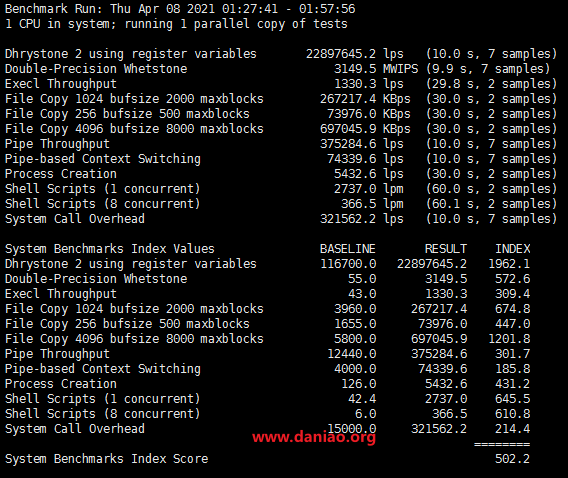 Benchmark Run: Thu Apr 08 2021 01:27:41 - 01:57:56
1 CPU in system; running 1 parallel copy of tests
Dhrystone 2 using register variables 22897645.2 lps (10.0 s, 7 samples)
Double-Precision Whetstone 3149.5 MWIPS (9.9 s, 7 samples)
Execl Throughput 1330.3 lps (29.8 s, 2 samples)
File Copy 1024 bufsize 2000 maxblocks 267217.4 KBps (30.0 s, 2 samples)
File Copy 256 bufsize 500 maxblocks 73976.0 KBps (30.0 s, 2 samples)
File Copy 4096 bufsize 8000 maxblocks 697045.9 KBps (30.0 s, 2 samples)
Pipe Throughput 375284.6 lps (10.0 s, 7 samples)
Pipe-based Context Switching 74339.6 lps (10.0 s, 7 samples)
Process Creation 5432.6 lps (30.0 s, 2 samples)
Shell Scripts (1 concurrent) 2737.0 lpm (60.0 s, 2 samples)
Shell Scripts (8 concurrent) 366.5 lpm (60.1 s, 2 samples)
System Call Overhead 321562.2 lps (10.0 s, 7 samples)
System Benchmarks Index Values BASELINE RESULT INDEX
Dhrystone 2 using register variables 116700.0 22897645.2 1962.1
Double-Precision Whetstone 55.0 3149.5 572.6
Execl Throughput 43.0 1330.3 309.4
File Copy 1024 bufsize 2000 maxblocks 3960.0 267217.4 674.8
File Copy 256 bufsize 500 maxblocks 1655.0 73976.0 447.0
File Copy 4096 bufsize 8000 maxblocks 5800.0 697045.9 1201.8
Pipe Throughput 12440.0 375284.6 301.7
Pipe-based Context Switching 4000.0 74339.6 185.8
Process Creation 126.0 5432.6 431.2
Shell Scripts (1 concurrent) 42.4 2737.0 645.5
Shell Scripts (8 concurrent) 6.0 366.5 610.8
System Call Overhead 15000.0 321562.2 214.4
www.daniao.org
========
System Benchmarks Index Score 502.2